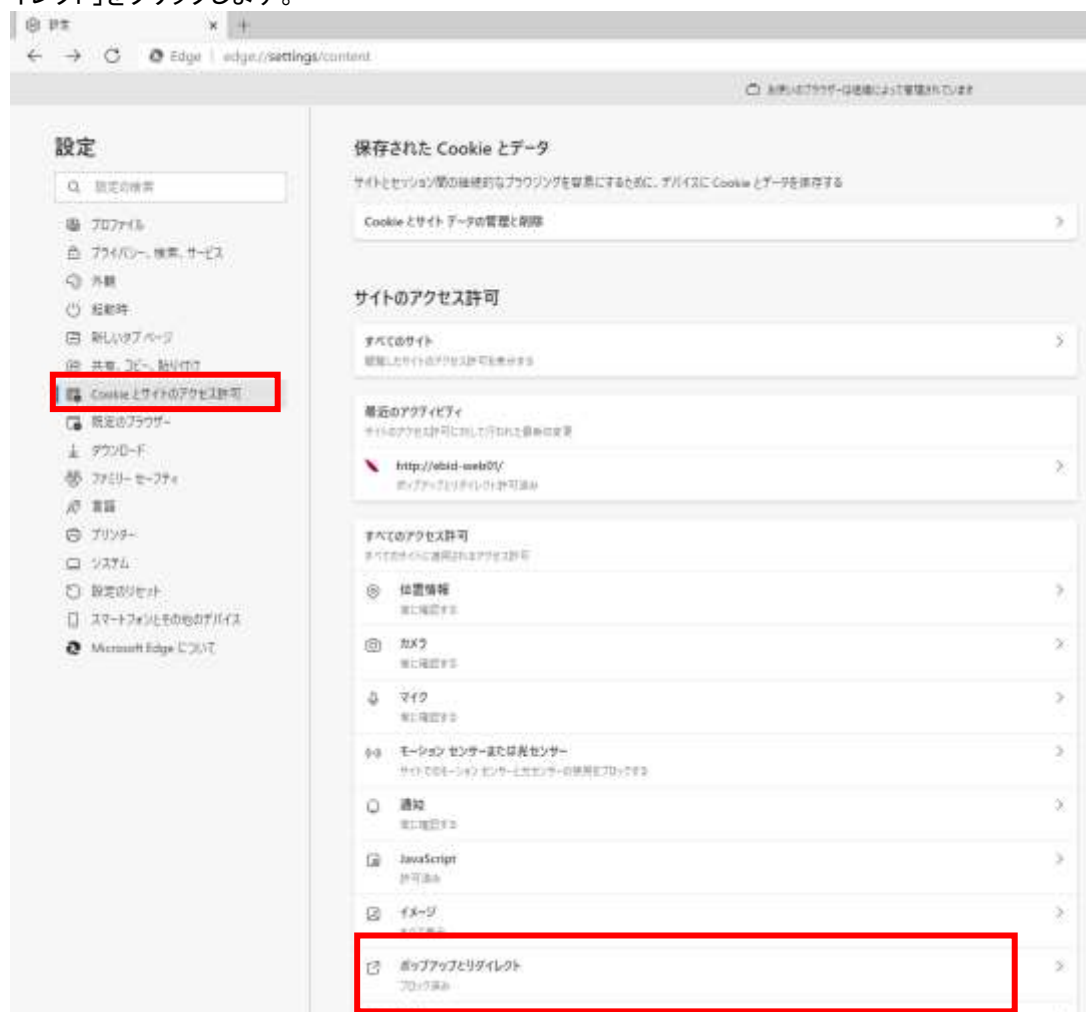 イレクト」をクリックします。
設定
Edge | edge://settings/content
お使いのブラウザーは組織によって管理されています
設定
設定の検索
プロファイル
プライバシー、検索、サービス
外観
起動時
新しいタブ ページ
共有、コピー、貼り付け
Cookie とサイトのアクセス許可
既定のブラウザー
ダウンロード
ファミリー セーフティ
言語
プリンター
システム
設定のリセット
スマートフォンとその他のデバイス
Microsoft Edge について
保存された Cookie とデータ
サイトとセッション間の継続的なブラウジングを容易にするために、デバイスに Cookie とデータを保存する
Cookie とサイト データの管理と削除
サイトのアクセス許可
すべてのサイト
閲覧したサイトのアクセス許可を表示する
最近のアクティビティ
サイトのアクセス許可に対して行われた最新の変更
http://ebid-web01/
ポップアップとリダイレクト許可済み
すべてのアクセス許可
すべてのサイトに適用されるアクセス許可
位置情報
常に確認する
カメラ
常に確認する
マイク
常に確認する
モーション センサーまたは光センサー
サイトでのモーション センサーと光センサーの使用をブロックする
通知
常に確認する
JavaScript
許可済み
イメージ
すべて表示
ポップアップとリダイレクト
ブロック済み